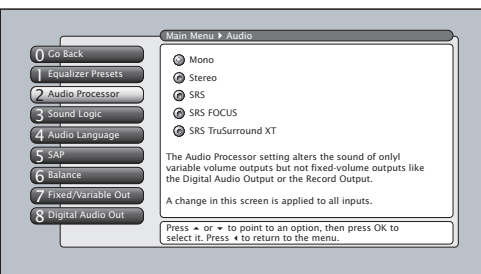 Main Menu ▸ Audio
0 Go Back
1 Equalizer Presets
2 Audio Processor
3 Sound Logic
4 Audio Language
5 SAP
6 Balance
7 Fixed/Variable Out
8 Digital Audio Out
Mono
Stereo
SRS
SRS FOCUS
SRS TruSurround XT
The Audio Processor setting alters the sound of onlyl
variable volume outputs but not fixed-volume outputs like
the Digital Audio Output or the Record Output.
A change in this screen is applied to all inputs.
Press ▴ or ▾ to point to an option, then press OK to
select it. Press ◂ to return to the menu.